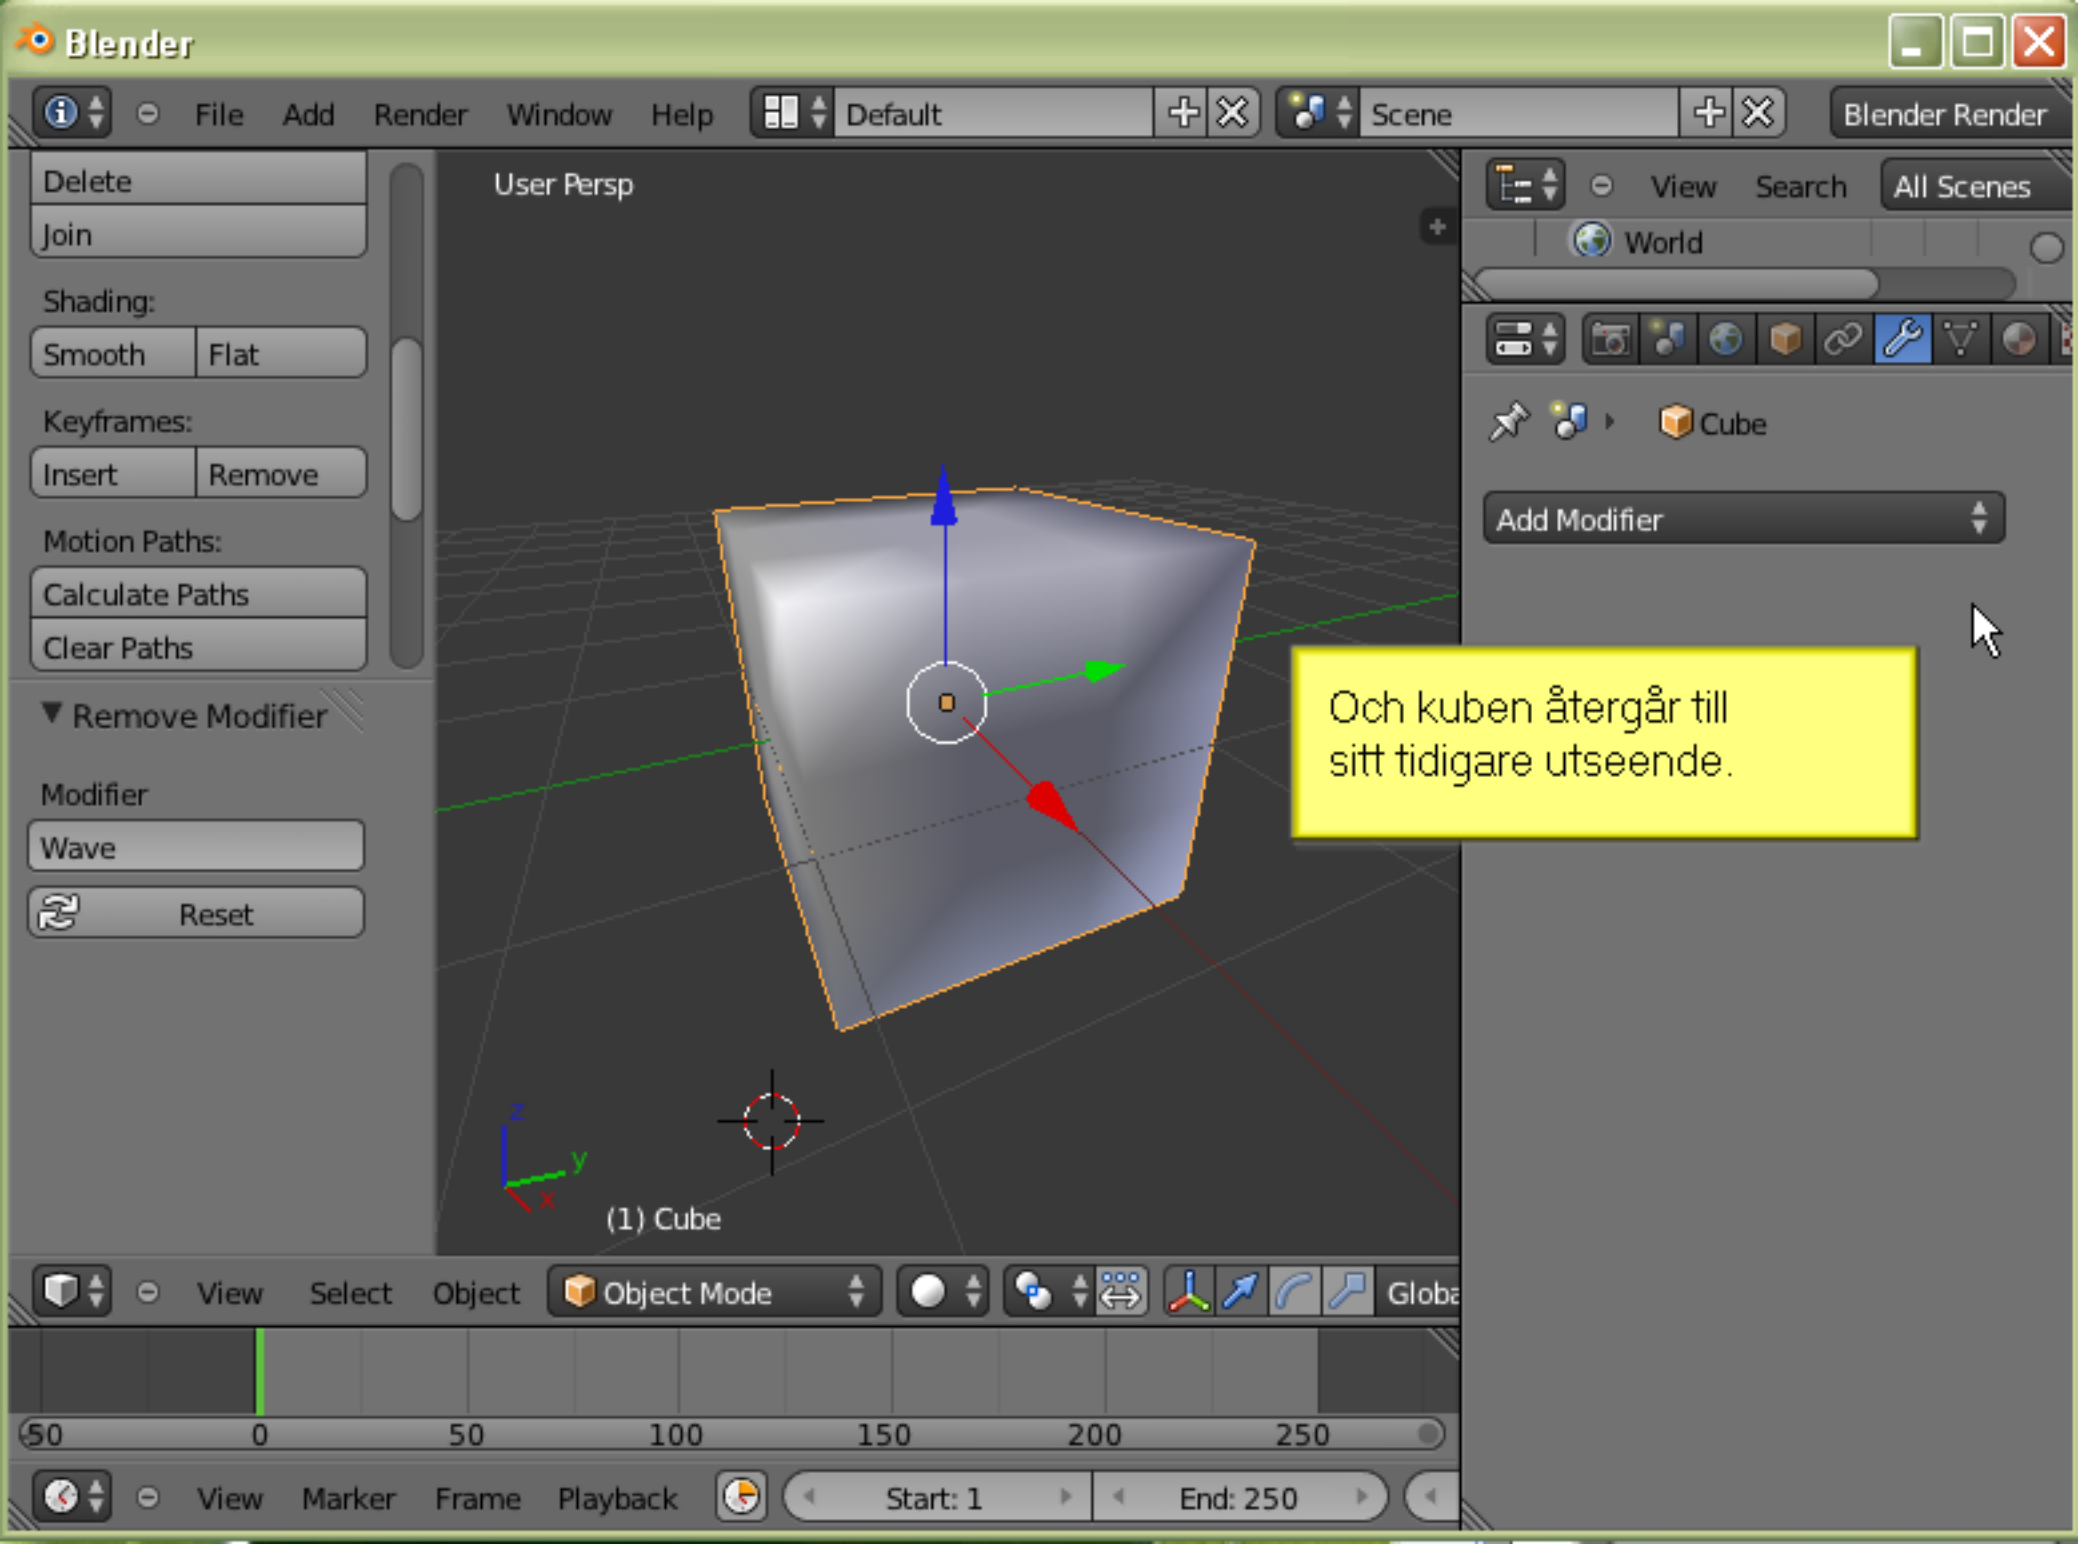 Blender
File Add Render Window Help Default Scene Blender Render
Delete
Join
Shading:
Smooth Flat
Keyframes:
Insert Remove
Motion Paths:
Calculate Paths
Clear Paths
Remove Modifier
Modifier
Wave
Reset
User Persp
z
y
x
(1) Cube
View Search All Scenes
World
Cube
Add Modifier
Och kuben återgår till
sitt tidigare utseende.
View Select Object Object Mode Globa
-50 0 50 100 150 200 250
View Marker Frame Playback Start: 1 End: 250